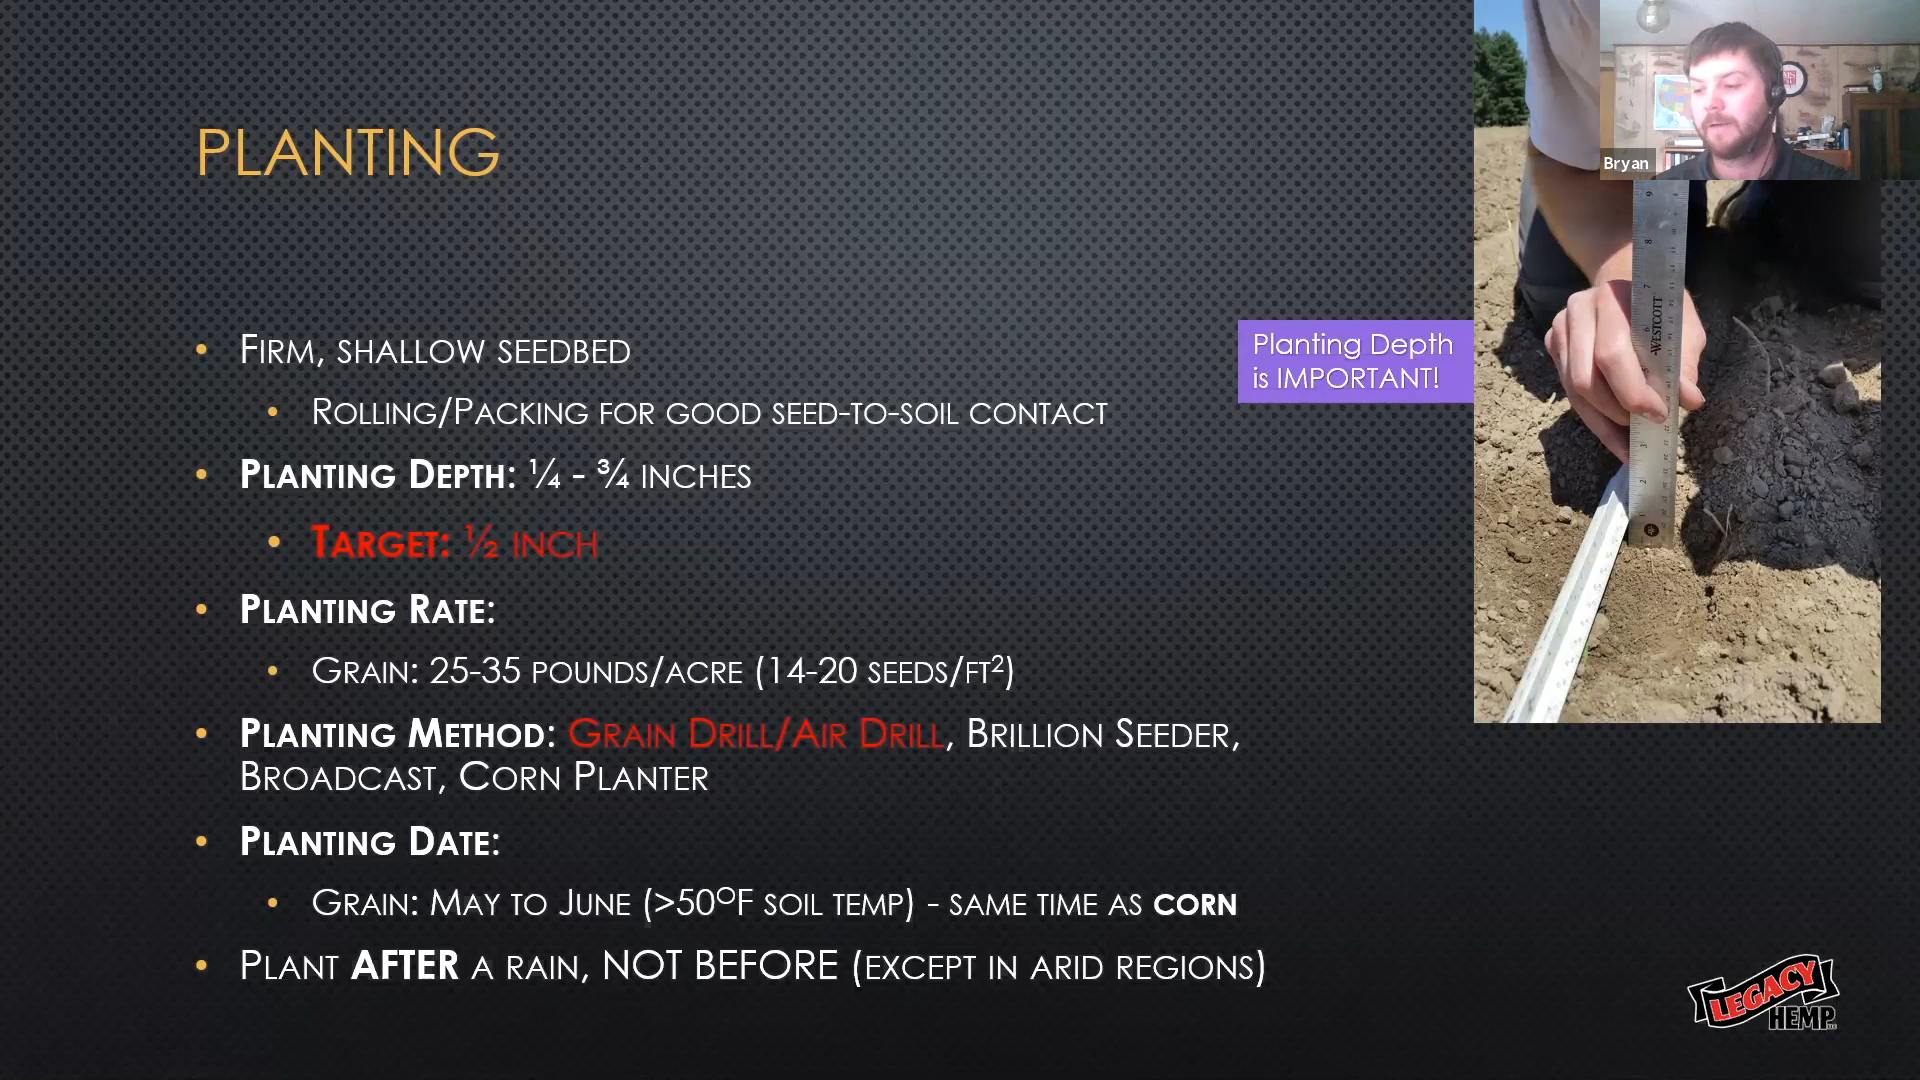 PLANTING
FIRM, SHALLOW SEEDBED
ROLLING/PACKING FOR GOOD SEED-TO-SOIL CONTACT
PLANTING DEPTH: ¼ - ¾ INCHES
TARGET: ½ INCH
PLANTING RATE:
GRAIN: 25-35 POUNDS/ACRE (14-20 SEEDS/FT²)
PLANTING METHOD: GRAIN DRILL/AIR DRILL, BRILLION SEEDER,
BROADCAST, CORN PLANTER
PLANTING DATE:
GRAIN: MAY TO JUNE (>50ᴼF SOIL TEMP) - SAME TIME AS CORN
PLANT AFTER A RAIN, NOT BEFORE (EXCEPT IN ARID REGIONS)
Planting Depth
is IMPORTANT!
Bryan
WESTCOTT
LEGACY
HEMP